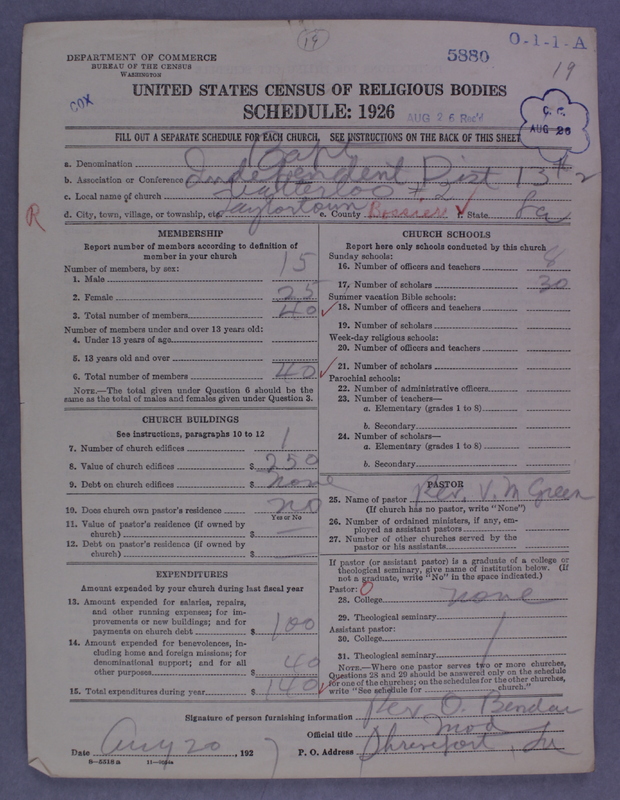 19
DEPARTMENT OF COMMERCE
BUREAU OF THE CENSUS
WASHINGTON
5880
0-1-1-A
19
COX
UNITED STATES CENSUS OF RELIGIOUS BODIES
SCHEDULE: 1926
AUG 26 Rec'd
C. F.
AUG 26
FILL OUT A SEPARATE SCHEDULE FOR EACH CHURCH. SEE INSTRUCTIONS ON THE BACK OF THIS SHEET
a. Denomination Bapt
b. Association or Conference Independent Dist 13 # 2
c. Local name of church Waterloo # 2
R
d. City, town, village, or township, etc. Taylortown e. County Bossier f. State La
MEMBERSHIP
Report number of members according to definition of
member in your church
Number of members, by sex:
1. Male 15
2. Female 25
3. Total number of members 40
Number of members under and over 13 years old:
4. Under 13 years of age
5. 13 years old and over
6. Total number of members 40
NOTE.—The total given under Question 6 should be the
same as the total of males and females given under Question 3.
CHURCH BUILDINGS
See instructions, paragraphs 10 to 12
7. Number of church edifices 1
8. Value of church edifices $ 250
9. Debt on church edifices $ none
10. Does church own pastor's residence no
Yes or No
11. Value of pastor's residence (if owned by
church) $ —
12. Debt on pastor's residence (if owned by
church) $
EXPENDITURES
Amount expended by your church during last fiscal year
13. Amount expended for salaries, repairs,
and other running expenses; for im-
provements or new buildings; and for
payments on church debt $ 100
14. Amount expended for benevolences, in-
cluding home and foreign missions; for
denominational support; and for all
other purposes $ 40
15. Total expenditures during year $ 140
CHURCH SCHOOLS
Report here only schools conducted by this church
Sunday schools:
16. Number of officers and teachers 8
17. Number of scholars 30
Summer vacation Bible schools:
18. Number of officers and teachers
19. Number of scholars
Week-day religious schools:
20. Number of officers and teachers
21. Number of scholars
Parochial schools:
22. Number of administrative officers
23. Number of teachers—
a. Elementary (grades 1 to 8)
b. Secondary
24. Number of scholars—
a. Elementary (grades 1 to 8)
b. Secondary
PASTOR
25. Name of pastor Rev. V. M Green
(If church has no pastor, write "None")
26. Number of ordained ministers, if any, em-
ployed as assistant pastors
27. Number of other churches served by the
pastor or his assistants
If pastor (or assistant pastor) is a graduate of a college or
theological seminary, give name of institution below. (If
not a graduate, write "No" in the space indicated.)
Pastor: 0
28. College none
29. Theological seminary
Assistant pastor:
30. College
31. Theological seminary
NOTE.—Where one pastor serves two or more churches,
Questions 28 and 29 should be answered only on the schedule
for one of the churches; on the schedules for the other churches,
write "See schedule for church."
Signature of person furnishing information Rev O.
Official title Mod
Date Aug 20, 192 7 P. O. Address Shreveport, La
8—5518a